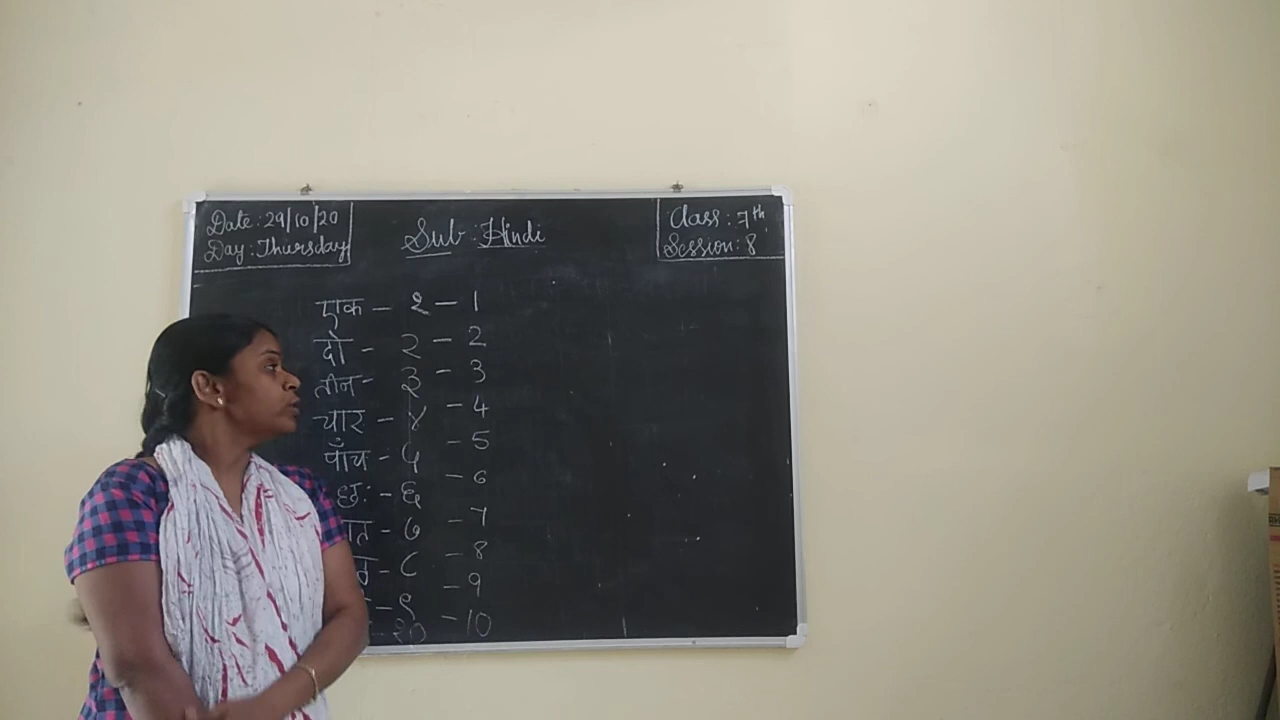 Date: 29/10/20
Day: Thursday
Sub: Hindi
Class: 7th
Session: 8
एक - १ - 1
दो - २ - 2
तीन - ३ - 3
चार - ४ - 4
पाँच - ५ - 5
छः - ६ - 6
ात - ७ - 7
- ८ - 8
- ९ - 9
- १० - 10